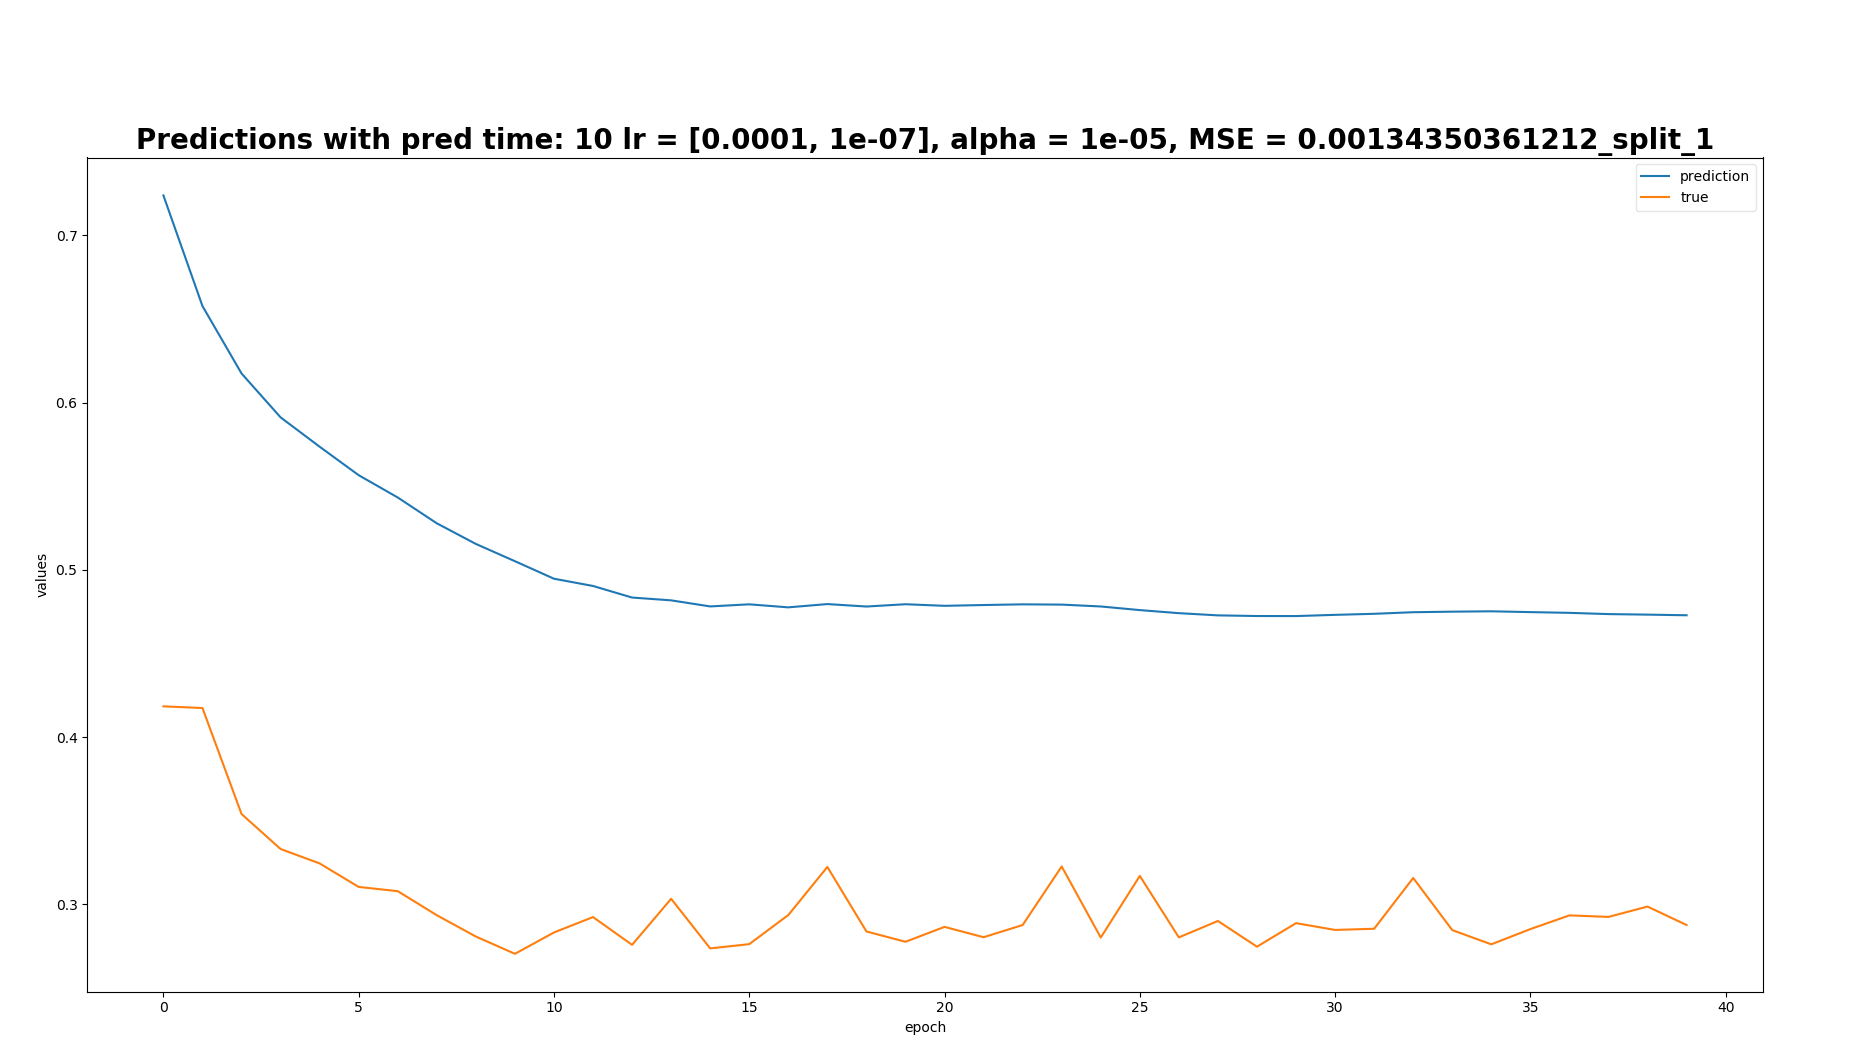 Predictions with pred time: 10 lr = [0.0001, 1e-07], alpha = 1e-05, MSE = 0.00134350361212_split_1
prediction
true
0.7
0.6
0.5
0.4
0.3
values
0 5 10 15 20 25 30 35 40
epoch